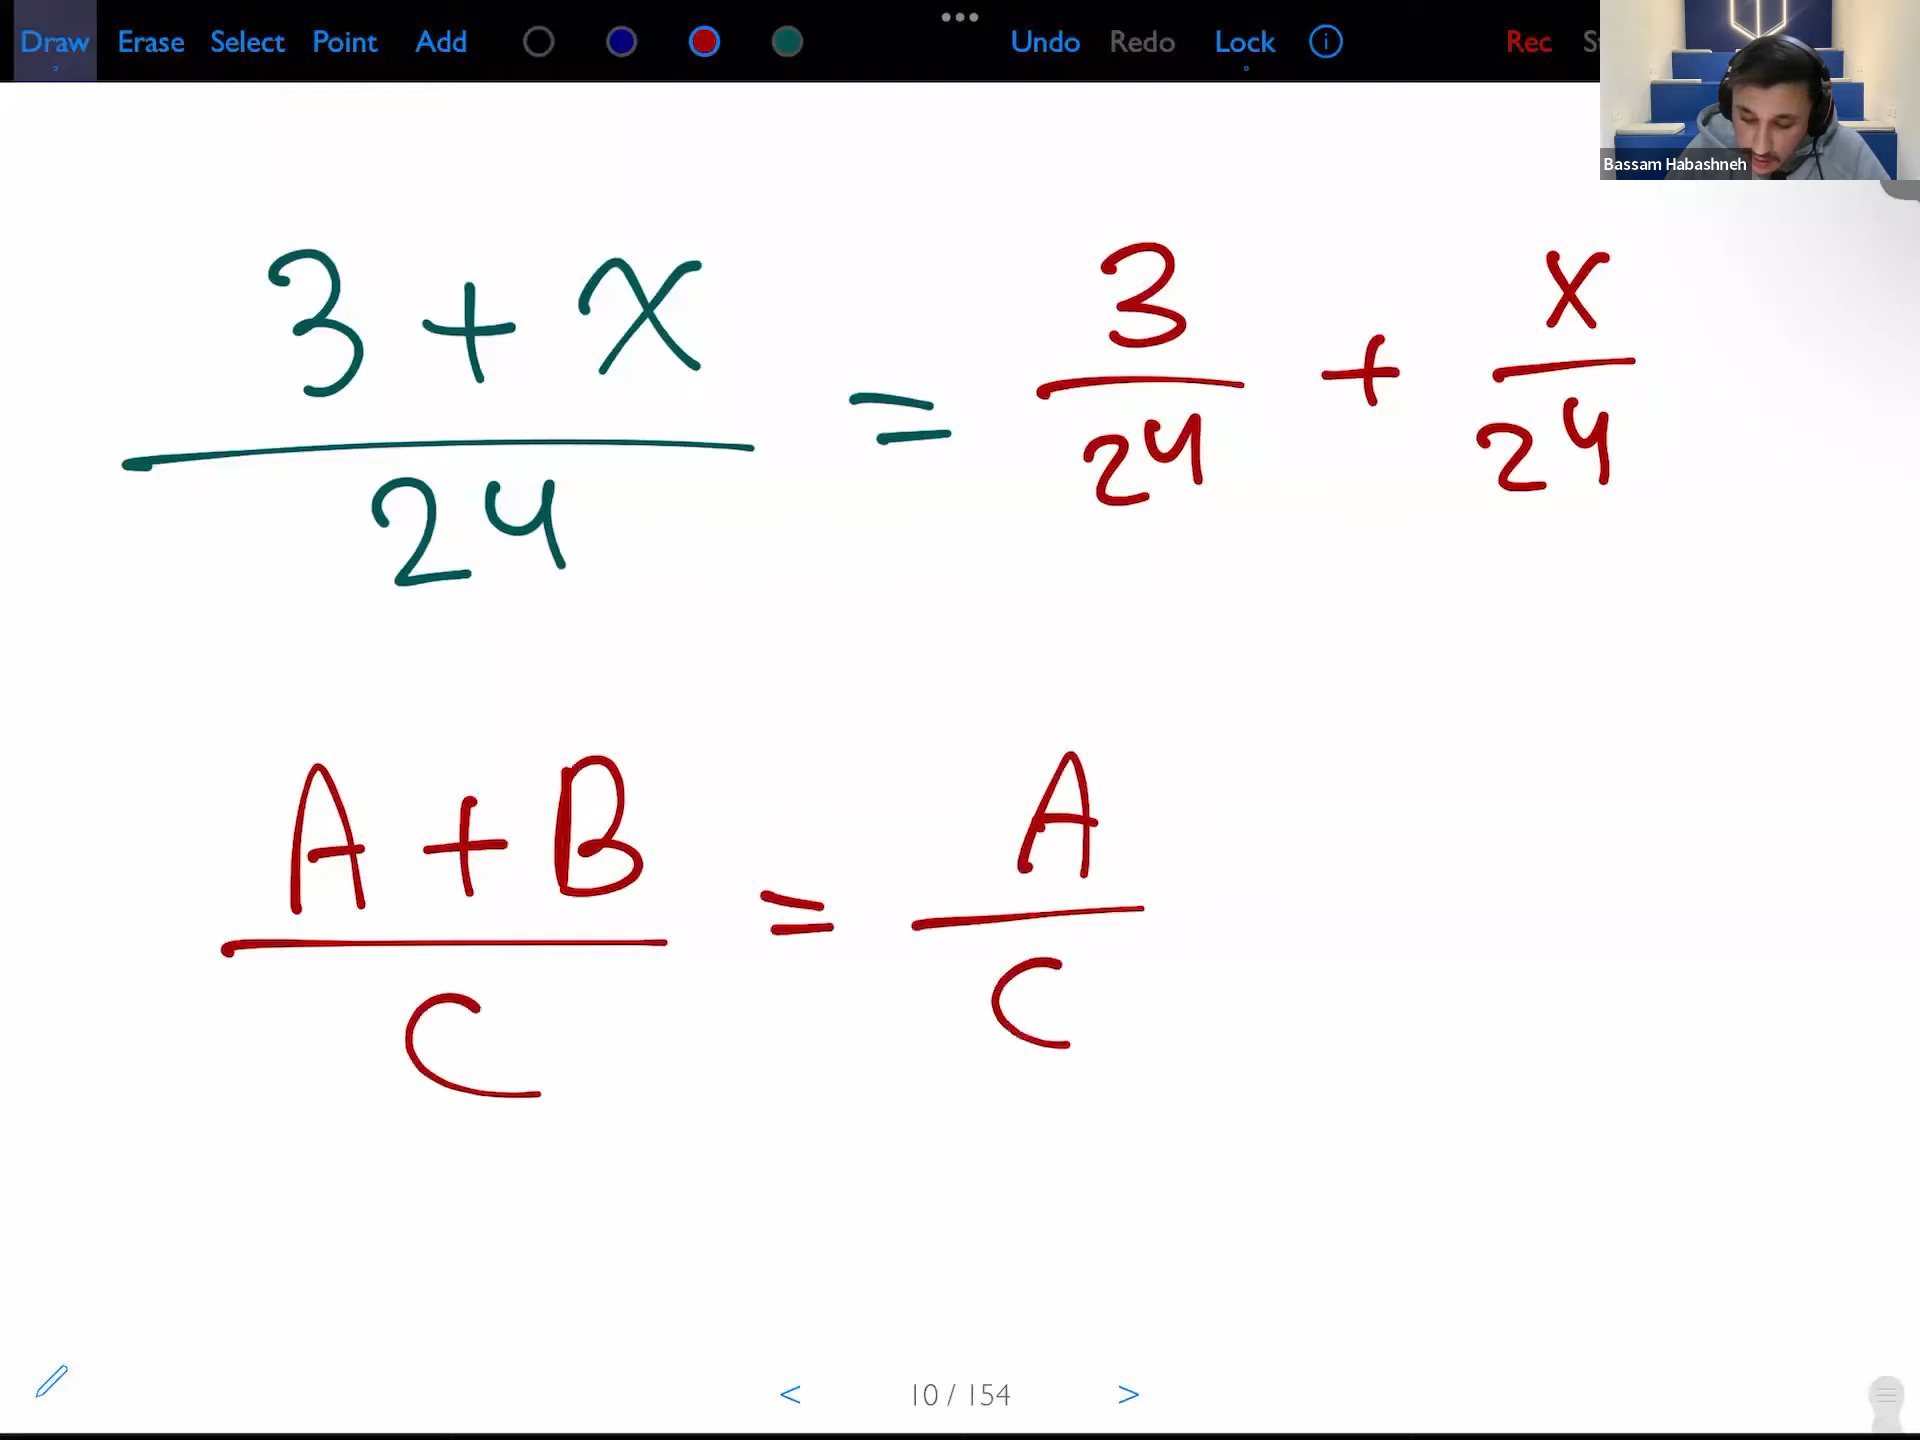 Draw Erase Select Point Add Undo Redo Lock Rec
Bassam Habashneh
3 + x / 24 = 3 / 24 + x / 24
A + B / C = A / C
< 10 / 154 >